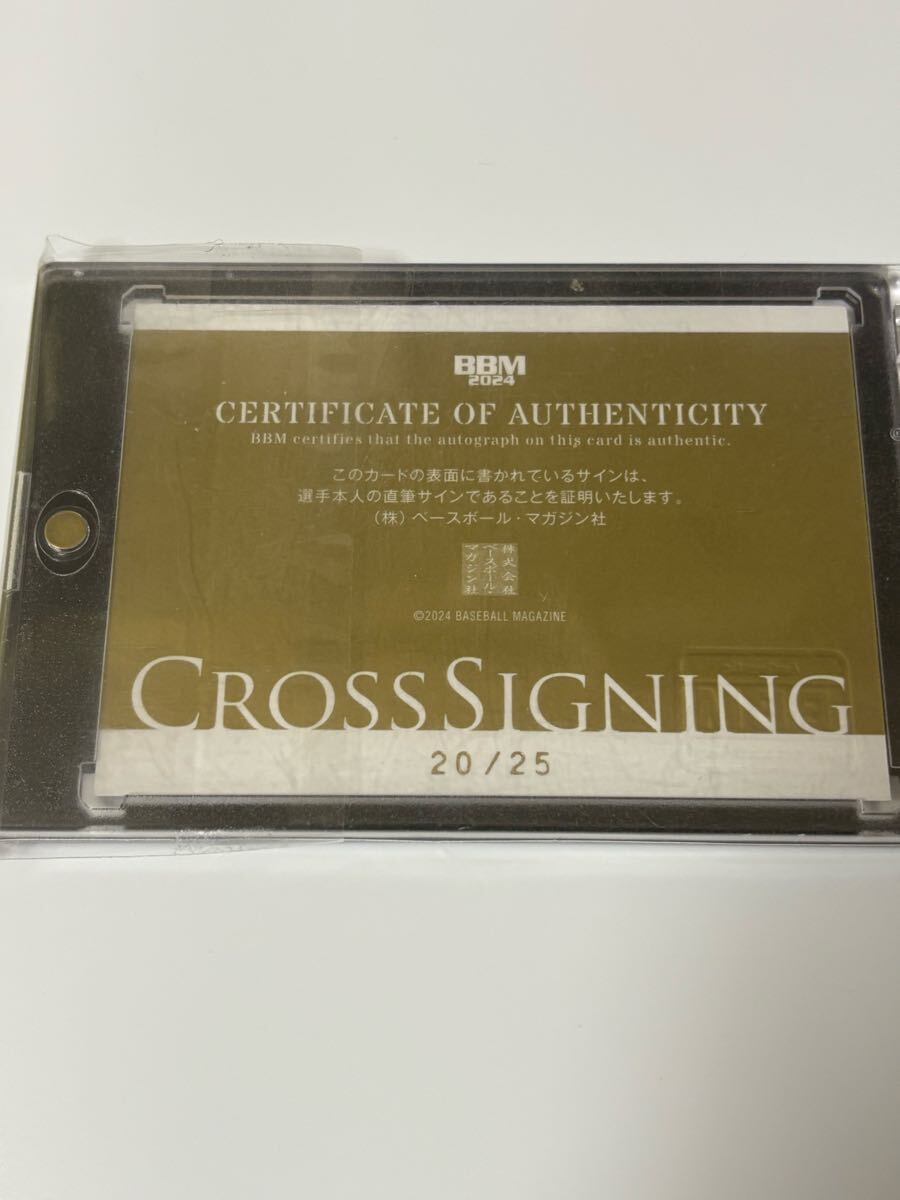 BBM
2024
CERTIFICATE OF AUTHENTICITY
BBM certifies that the autograph on this card is authentic.
このカードの表面に書かれているサインは、
選手本人の直筆サインであることを証明いたします。
（株）ベースボール・マガジン社
株式会社
ベースボール・
マガジン社
©2024 BASEBALL MAGAZINE
CROSSSIGNING
20/25